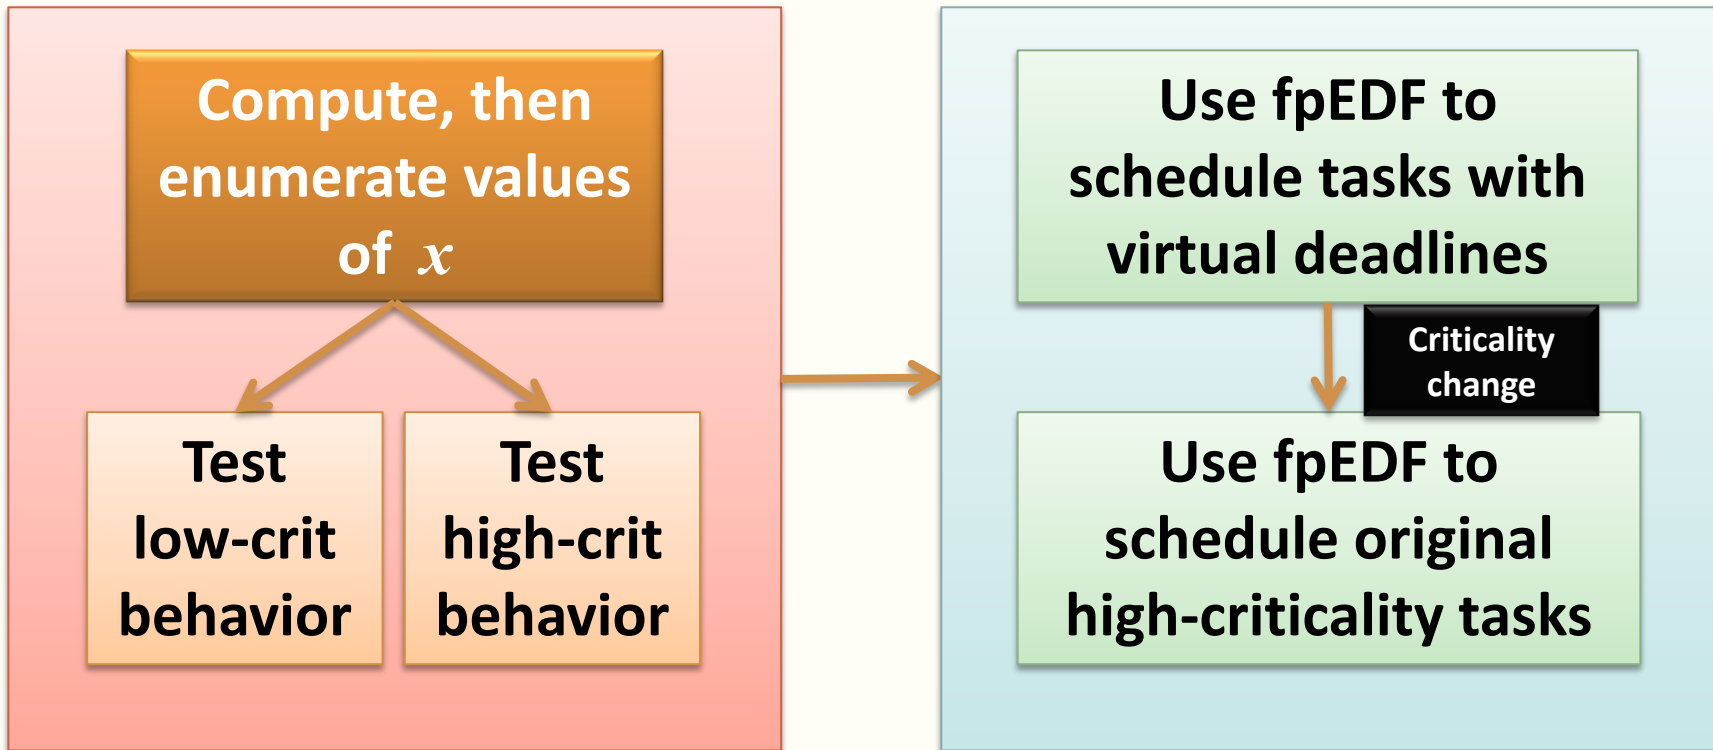 Compute, then
enumerate values
of x
Test
low-crit
behavior
Test
high-crit
behavior
Use fpEDF to
schedule tasks with
virtual deadlines
Criticality
change
Use fpEDF to
schedule original
high-criticality tasks